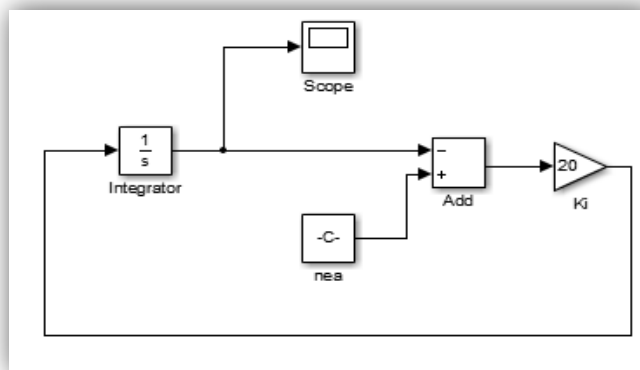 Scope
1
s
Integrator
−
+
Add
20
Ki
-C-
nea